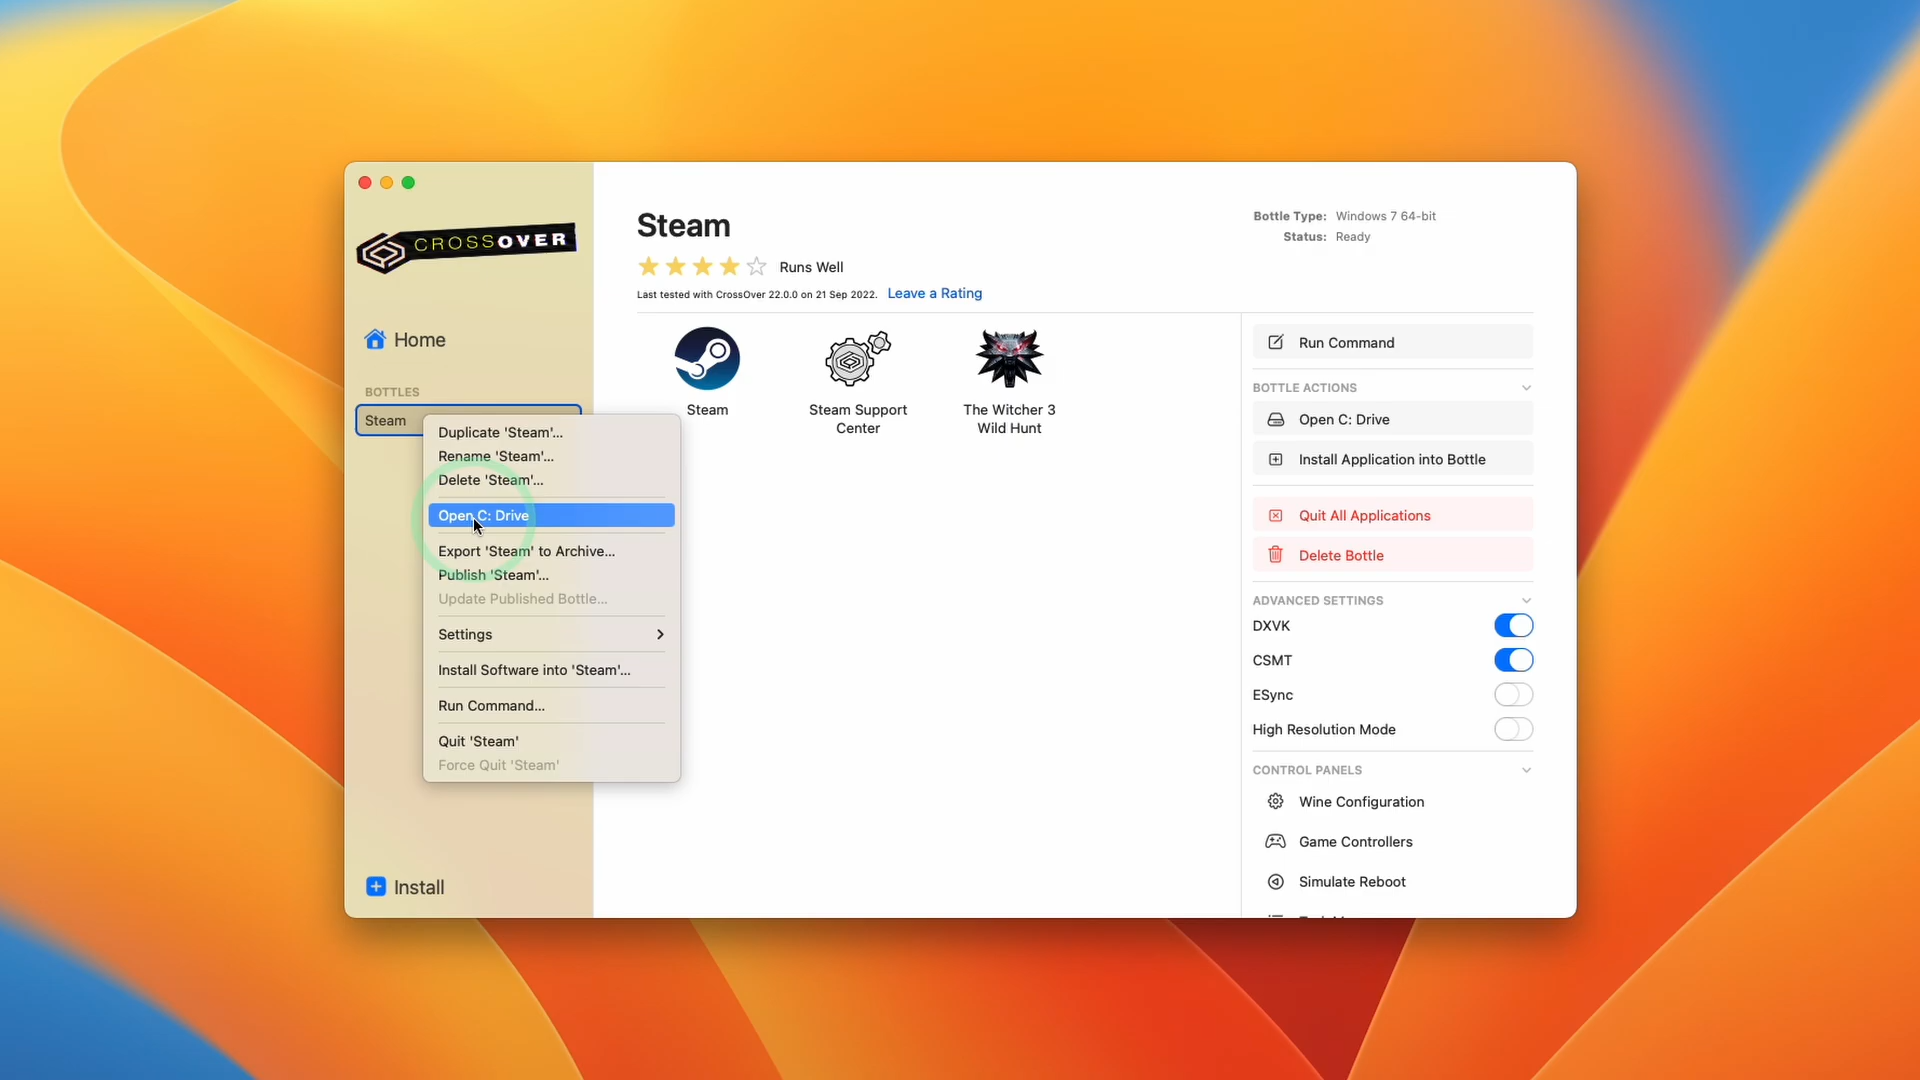 CROSSOVER
Home
BOTTLES
Steam
Duplicate 'Steam'...
Rename 'Steam'...
Delete 'Steam'...
Open C: Drive
Export 'Steam' to Archive...
Publish 'Steam'...
Update Published Bottle...
Settings
Install Software into 'Steam'...
Run Command...
Quit 'Steam'
Force Quit 'Steam'
Install
Steam
Runs Well
Last tested with CrossOver 22.0.0 on 21 Sep 2022. Leave a Rating
Bottle Type: Windows 7 64-bit
Status: Ready
Steam
Steam Support
Center
The Witcher 3
Wild Hunt
Run Command
BOTTLE ACTIONS
Open C: Drive
Install Application into Bottle
Quit All Applications
Delete Bottle
ADVANCED SETTINGS
DXVK
CSMT
ESync
High Resolution Mode
CONTROL PANELS
Wine Configuration
Game Controllers
Simulate Reboot